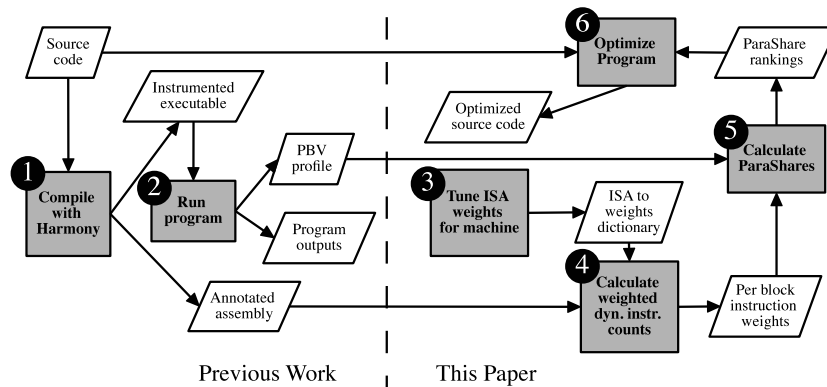 Source
code
1
Compile
with
Harmony
Instrumented
executable
2
Run
program
PBV
profile
Program
outputs
Annotated
assembly
Previous Work
6
Optimize
Program
ParaShare
rankings
Optimized
source code
5
Calculate
ParaShares
3
Tune ISA
weights
for machine
ISA to
weights
dictionary
4
Calculate
weighted
dyn. instr.
counts
Per block
instruction
weights
This Paper